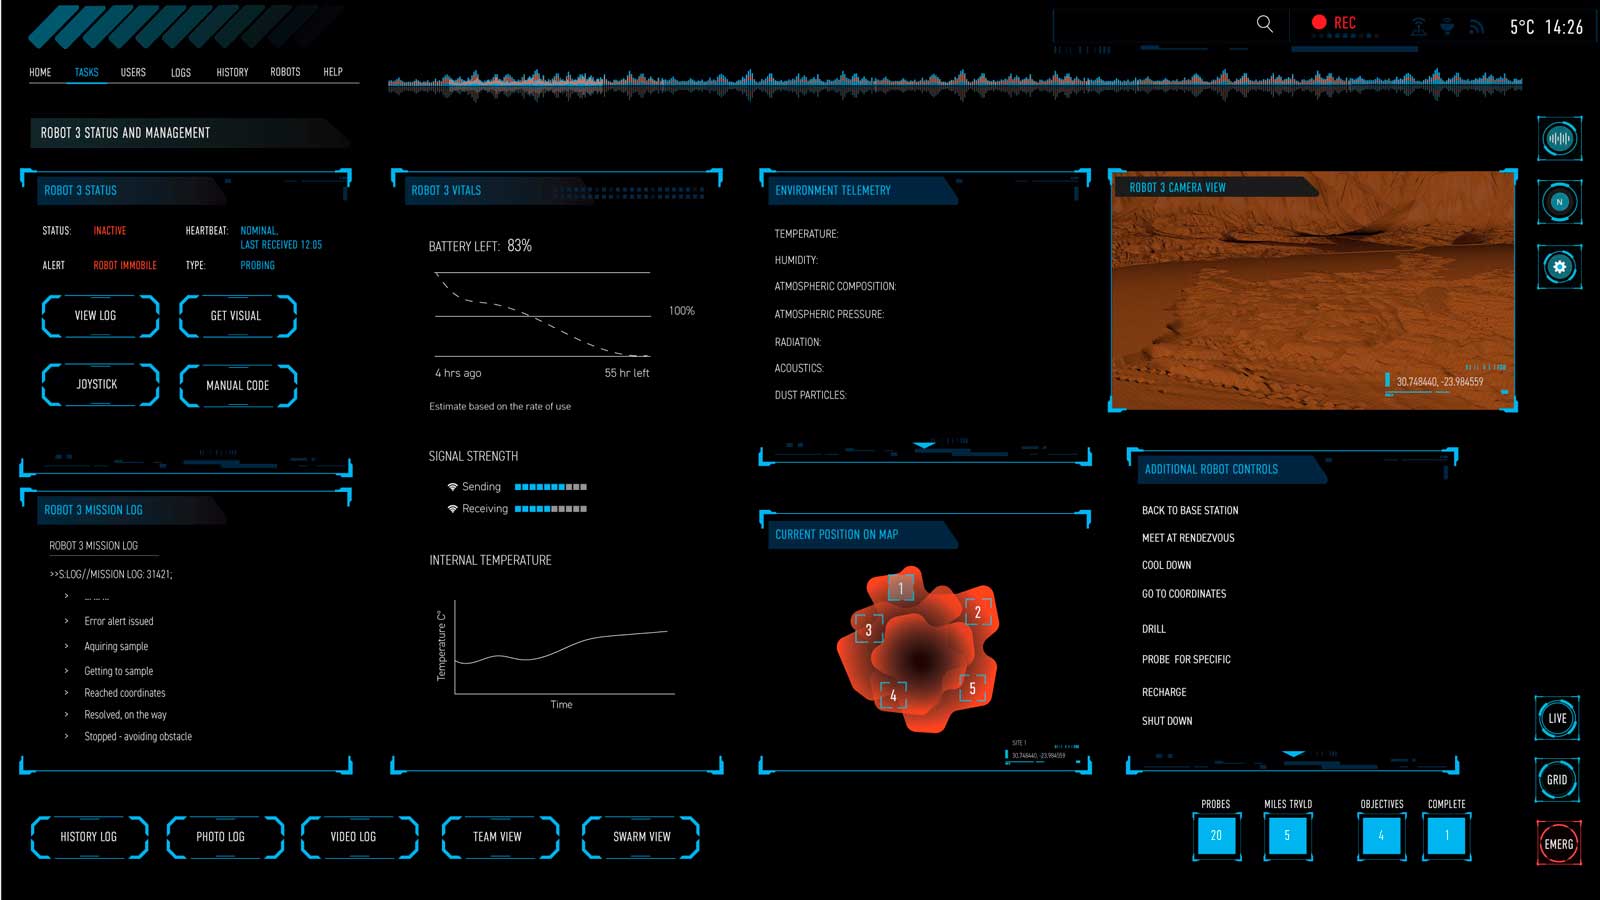 REC
5°C 14:26
HOME TASKS USERS LOGS HISTORY ROBOTS HELP
ROBOT 3 STATUS AND MANAGEMENT
ROBOT 3 STATUS
STATUS: INACTIVE HEARTBEAT: NOMINAL,
LAST RECEIVED 12:05
ALERT ROBOT IMMOBILE TYPE: PROBING
VIEW LOG GET VISUAL
JOYSTICK MANUAL CODE
ROBOT 3 MISSION LOG
ROBOT 3 MISSION LOG
>>S:LOG//MISSION LOG: 31421;
> ... ... ...
> Error alert issued
> Aquiring sample
> Getting to sample
> Reached coordinates
> Resolved, on the way
> Stopped - avoiding obstacle
ROBOT 3 VITALS
BATTERY LEFT: 83%
100%
4 hrs ago 55 hr left
Estimate based on the rate of use
SIGNAL STRENGTH
Sending
Receiving
INTERNAL TEMPERATURE
Temperature C°
Time
ENVIRONMENT TELEMETRY
TEMPERATURE:
HUMIDITY:
ATMOSPHERIC COMPOSITION:
ATMOSPHERIC PRESSURE:
RADIATION:
ACOUSTICS:
DUST PARTICLES:
CURRENT POSITION ON MAP
1
2
3
4
5
SITE 1
30.748440, -23.984559
ROBOT 3 CAMERA VIEW
30.748440, -23.984559
ADDITIONAL ROBOT CONTROLS
BACK TO BASE STATION
MEET AT RENDEZVOUS
COOL DOWN
GO TO COORDINATES
DRILL
PROBE FOR SPECIFIC
RECHARGE
SHUT DOWN
N
LIVE
GRID
EMERG
HISTORY LOG PHOTO LOG VIDEO LOG TEAM VIEW SWARM VIEW
PROBES MILES TRVLD OBJECTIVES COMPLETE
20 5 4 1